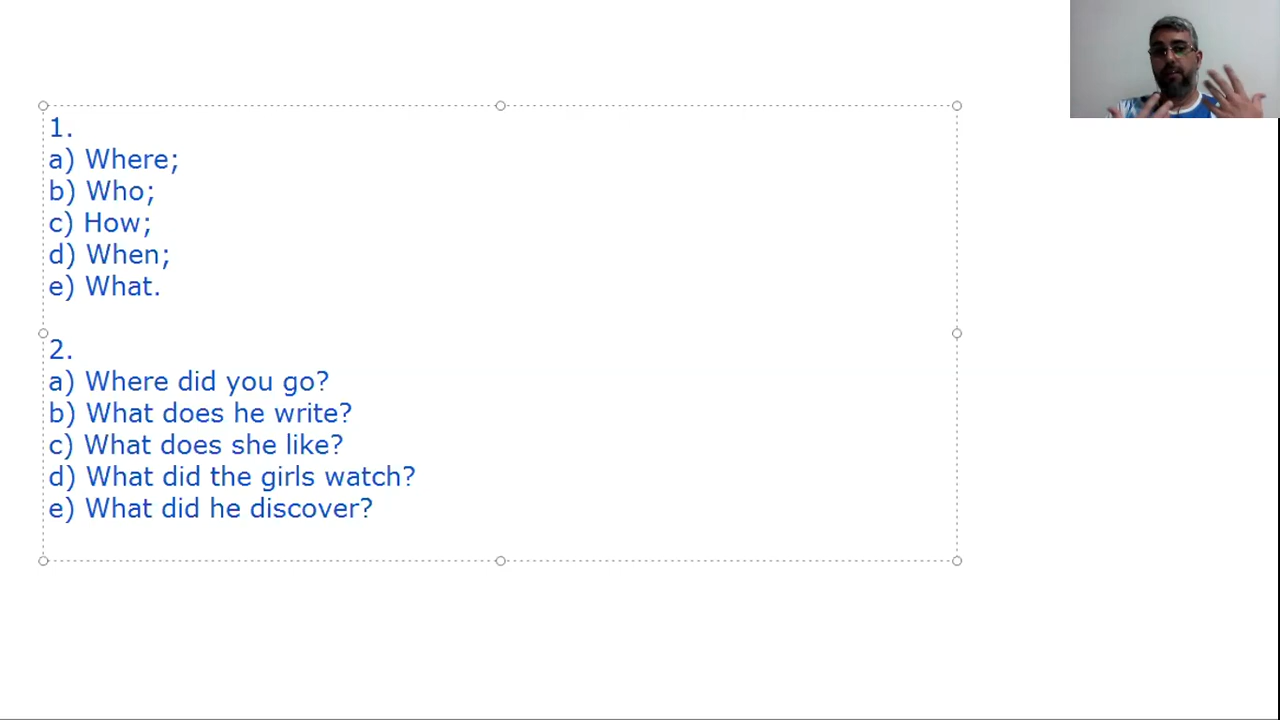 1.
a) Where;
b) Who;
c) How;
d) When;
e) What.
2.
a) Where did you go?
b) What does he write?
c) What does she like?
d) What did the girls watch?
e) What did he discover?